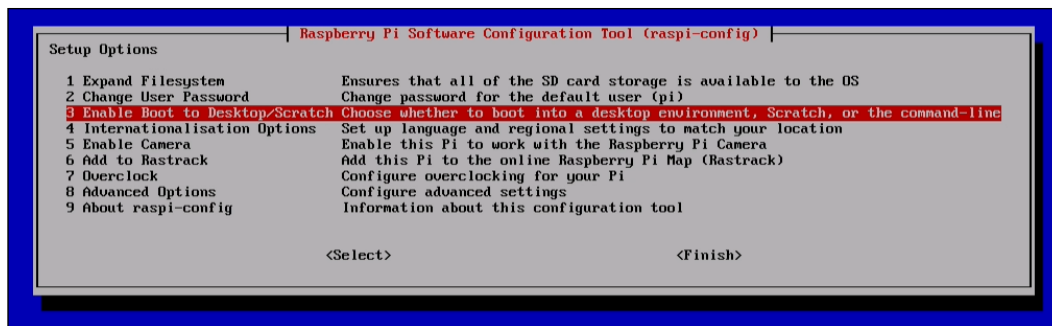 Raspberry Pi Software Configuration Tool (raspi-config)
Setup Options
1 Expand Filesystem Ensures that all of the SD card storage is available to the OS
2 Change User Password Change password for the default user (pi)
3 Enable Boot to Desktop/Scratch Choose whether to boot into a desktop environment, Scratch, or the command-line
4 Internationalisation Options Set up language and regional settings to match your location
5 Enable Camera Enable this Pi to work with the Raspberry Pi Camera
6 Add to Rastrack Add this Pi to the online Raspberry Pi Map (Rastrack)
7 Overclock Configure overclocking for your Pi
8 Advanced Options Configure advanced settings
9 About raspi-config Information about this configuration tool
<Select> <Finish>